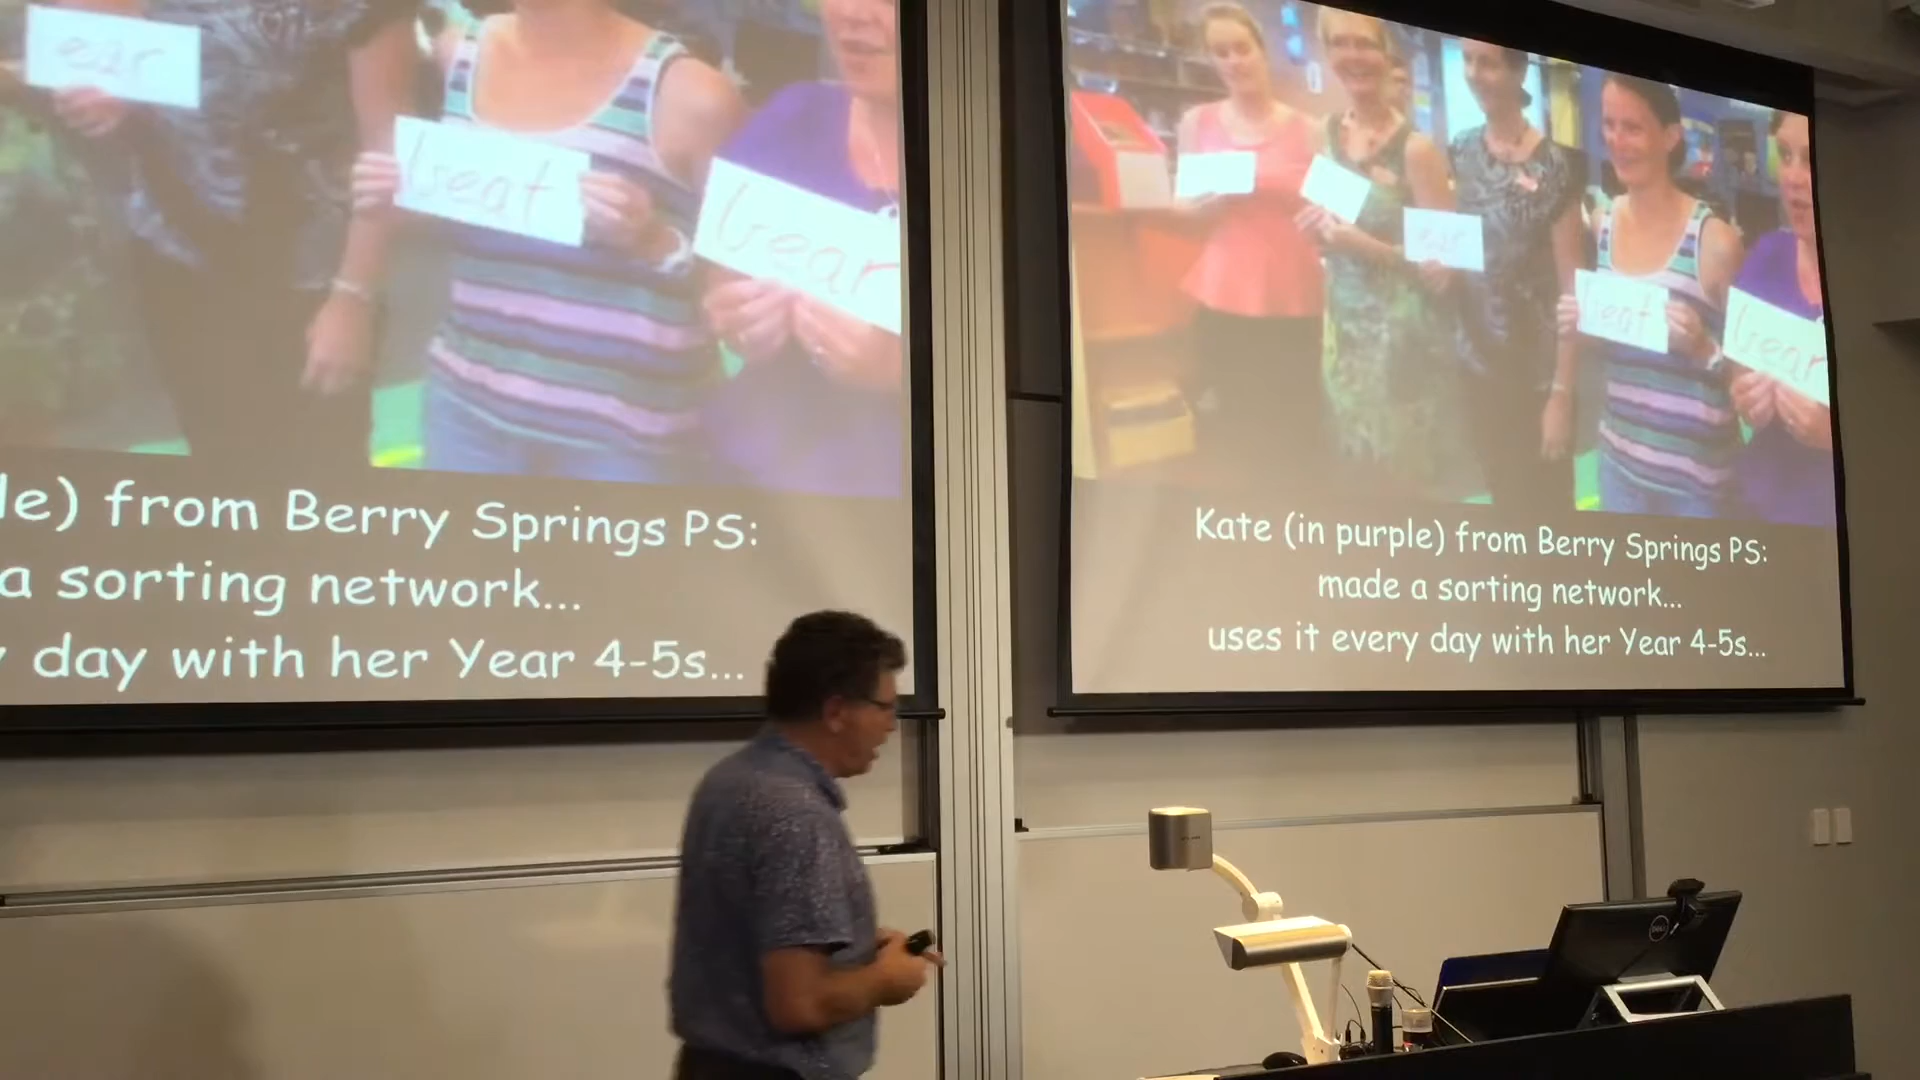 ear
beat
bear
le) from Berry Springs PS:
a sorting network...
day with her Year 4-5s...
ear
beat
bear
Kate (in purple) from Berry Springs PS:
made a sorting network...
uses it every day with her Year 4-5s...
DELL